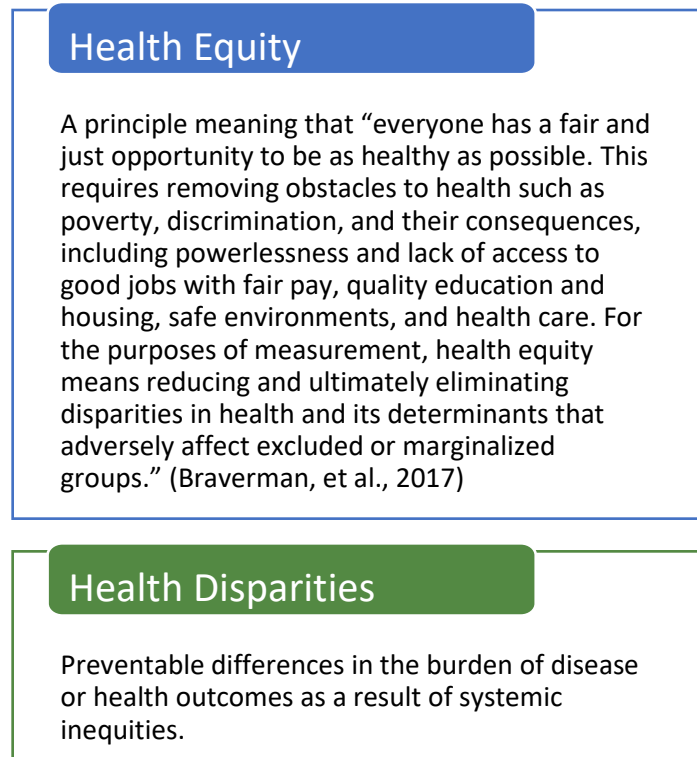 Health Equity
A principle meaning that “everyone has a fair and
just opportunity to be as healthy as possible. This
requires removing obstacles to health such as
poverty, discrimination, and their consequences,
including powerlessness and lack of access to
good jobs with fair pay, quality education and
housing, safe environments, and health care. For
the purposes of measurement, health equity
means reducing and ultimately eliminating
disparities in health and its determinants that
adversely affect excluded or marginalized
groups.” (Braverman, et al., 2017)
Health Disparities
Preventable differences in the burden of disease
or health outcomes as a result of systemic
inequities.